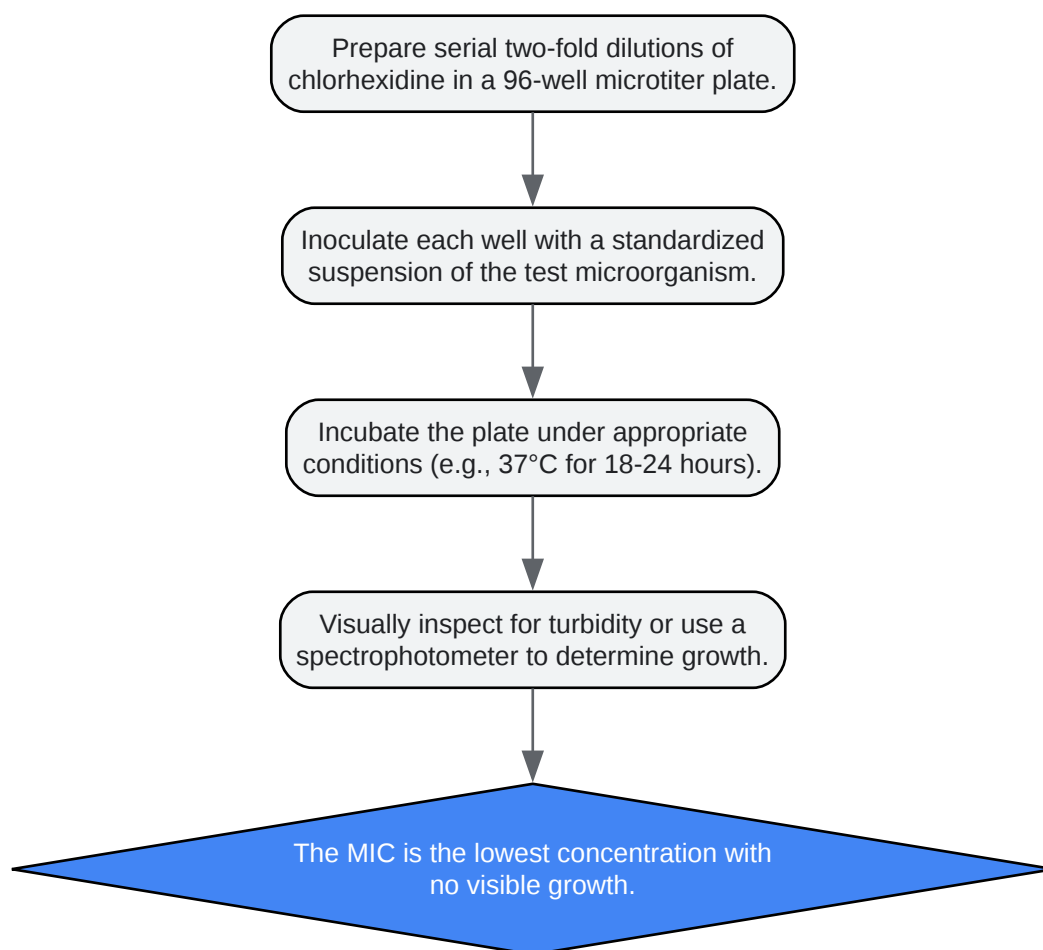 Prepare serial two-fold dilutions of
chlorhexidine in a 96-well microtiter plate.
Inoculate each well with a standardized
suspension of the test microorganism.
Incubate the plate under appropriate
conditions (e.g., 37°C for 18-24 hours).
Visually inspect for turbidity or use a
spectrophotometer to determine growth.
The MIC is the lowest concentration with
no visible growth.